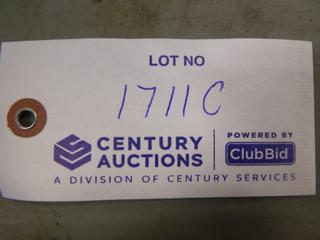 LOT NO
1711C
CENTURY AUCTIONS
POWERED BY
ClubBid
A DIVISION OF CENTURY SERVICES